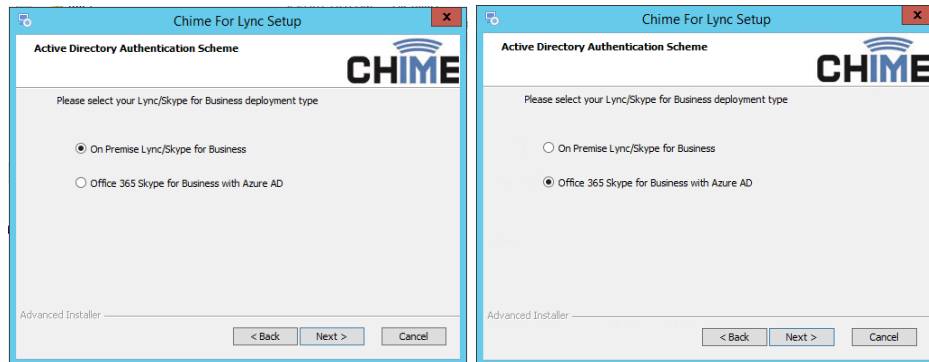 Chime For Lync Setup
x
Active Directory Authentication Scheme
CHIME
Please select your Lync/Skype for Business deployment type
On Premise Lync/Skype for Business
Office 365 Skype for Business with Azure AD
Advanced Installer
< Back
Next >
Cancel
Chime For Lync Setup
x
Active Directory Authentication Scheme
CHIME
Please select your Lync/Skype for Business deployment type
On Premise Lync/Skype for Business
Office 365 Skype for Business with Azure AD
Advanced Installer
< Back
Next >
Cancel